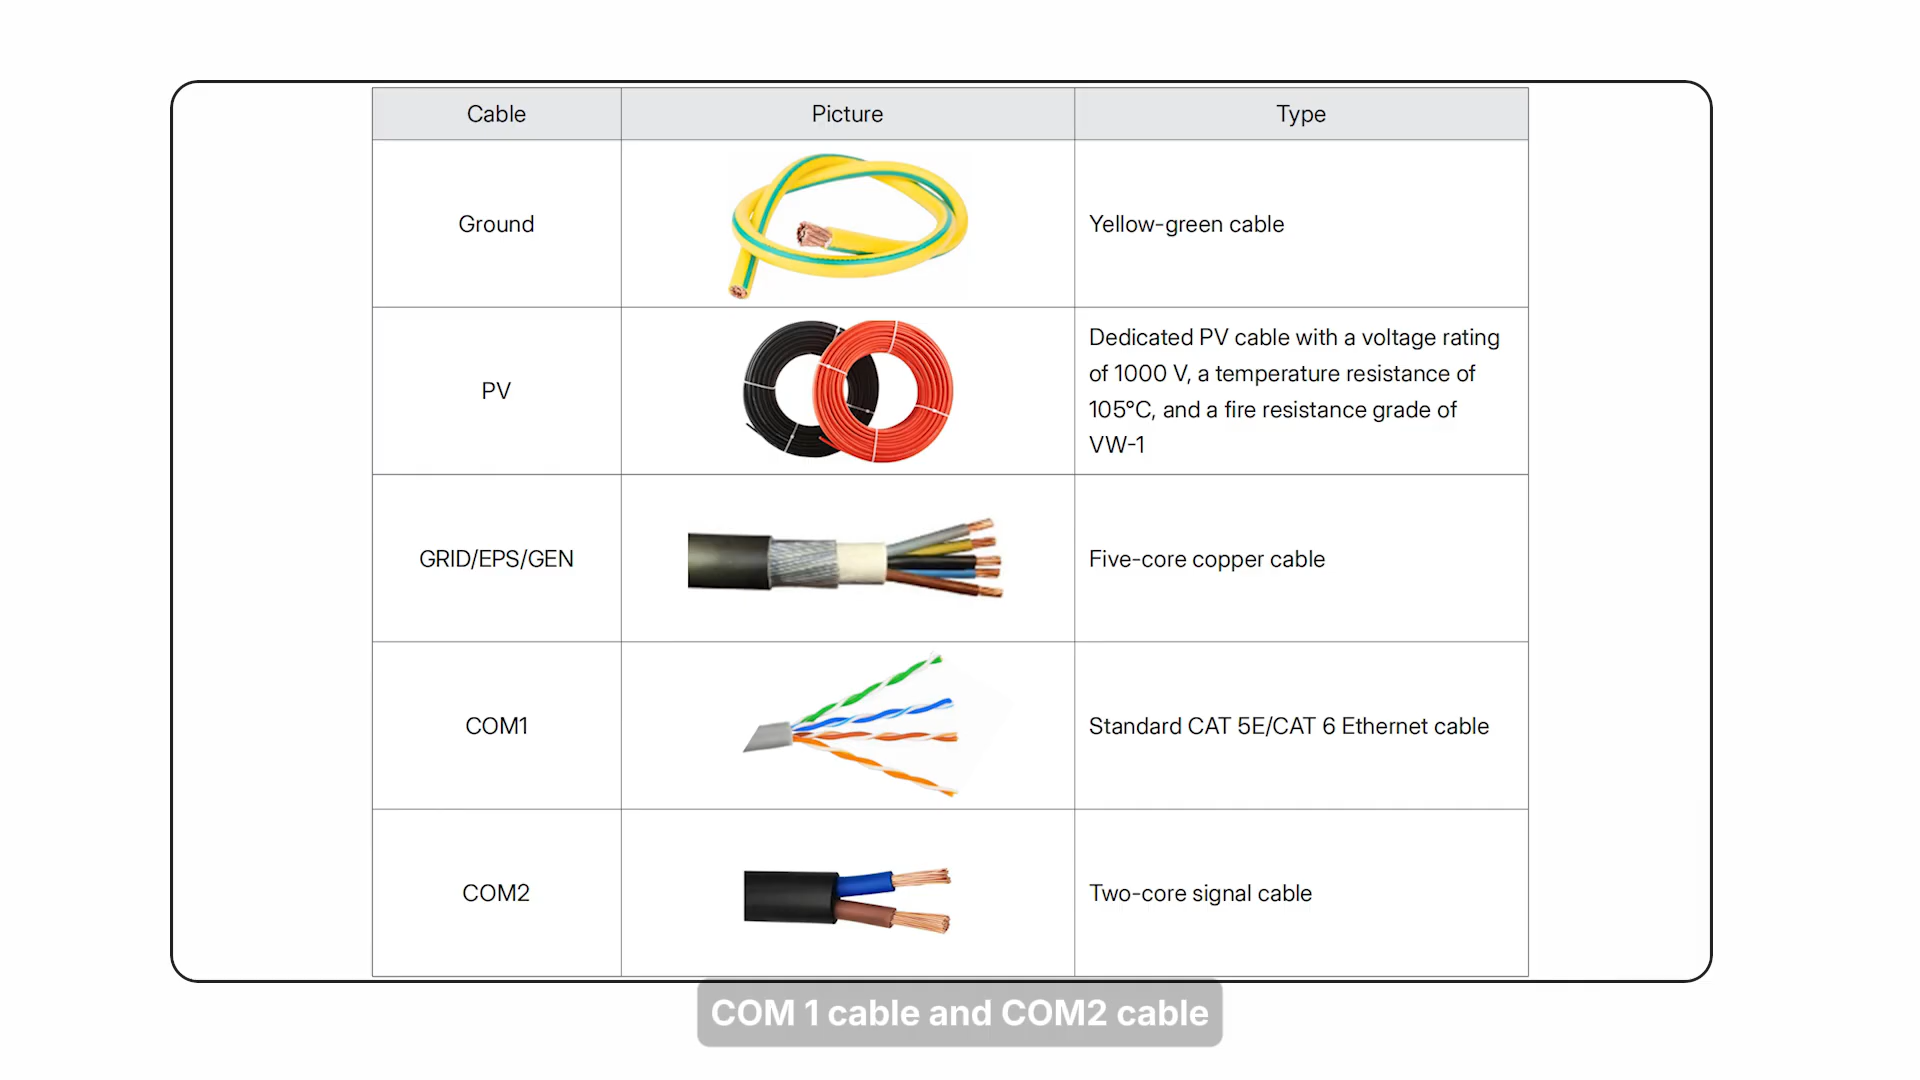 Cable Picture Type
Ground Yellow-green cable
PV Dedicated PV cable with a voltage rating
of 1000 V, a temperature resistance of
105°C, and a fire resistance grade of
VW-1
GRID/EPS/GEN Five-core copper cable
COM1 Standard CAT 5E/CAT 6 Ethernet cable
COM2 Two-core signal cable
COM 1 cable and COM2 cable